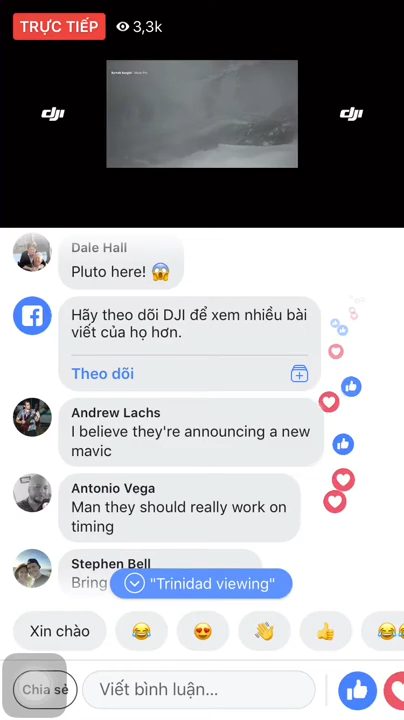 TRỰC TIẾP
3,3k
dji
dji
Dale Hall
Pluto here! 😱
Hãy theo dõi DJI để xem nhiều bài
viết của họ hơn.
Theo dõi
Andrew Lachs
I believe they're announcing a new
mavic
Antonio Vega
Man they should really work on
timing
Stephen Bell
Bring
"Trinidad viewing"
Xin chào
Chia sẻ
Viết bình luận...